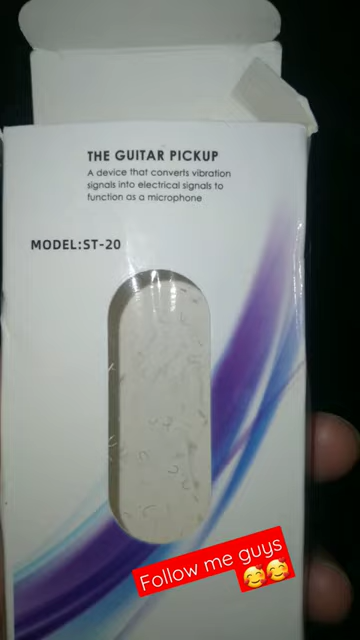 THE GUITAR PICKUP
A device that converts vibration
signals into electrical signals to
function as a microphone
MODEL:ST-20
Follow me guys
🥰🥰